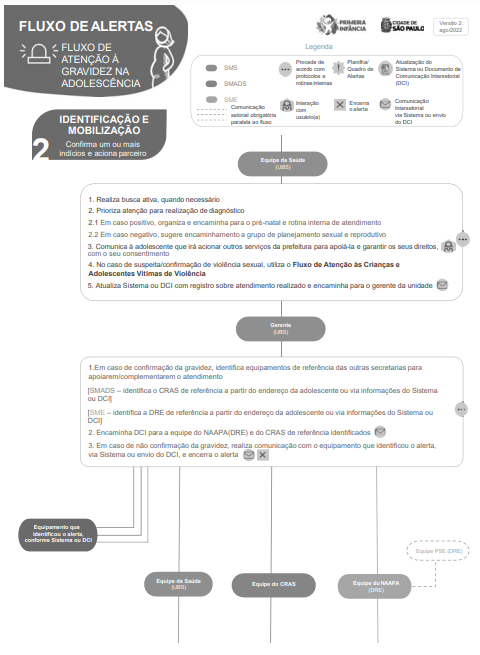 FLUXO DE ALERTAS
FLUXO DE
ATENÇÃO À
GRAVIDEZ NA
ADOLESCÊNCIA
PRIMEIRA
INFÂNCIA
CIDADE DE
SÃO PAULO
Versão 2:
ago/2022
Legenda
SMS
SMADS
SME
Comunicação
setorial obrigatória
paralela ao fluxo
Procede de
acordo com
protocolos e
rotinas internas
Planilha/
Quadro de
Alertas
Atualização do
Sistema ou Documento de
Comunicação Intersetorial
(DCI)
Interação
com
usuário(a)
Encerra
o alerta
Comunicação
Intersetorial
via Sistema ou envio
do DCI
2
IDENTIFICAÇÃO E
MOBILIZAÇÃO
Confirma um ou mais
indícios e aciona parceiro
Equipe da Saúde
(UBS)
1. Realiza busca ativa, quando necessário
2. Prioriza atenção para realização de diagnóstico
2.1 Em caso positivo, organiza e encaminha para o pré-natal e rotina interna de atendimento
2.2 Em caso negativo, sugere encaminhamento a grupo de planejamento sexual e reprodutivo
3. Comunica à adolescente que irá acionar outros serviços da prefeitura para apoiá-la e garantir os seus direitos,
com o seu consentimento
4. No caso de suspeita/confirmação de violência sexual, utiliza o Fluxo de Atenção às Crianças e
Adolescentes Vítimas de Violência
5. Atualiza Sistema ou DCI com registro sobre atendimento realizado e encaminha para o gerente da unidade
Gerente
(UBS)
1.Em caso de confirmação da gravidez, identifica equipamentos de referência das outras secretarias para
apoiarem/complementarem o atendimento
[SMADS – identifica o CRAS de referência a partir do endereço da adolescente ou via informações do Sistema
ou DCI]
[SME – identifica a DRE de referência a partir do endereço da adolescente ou via informações do Sistema ou
DCI]
2. Encaminha DCI para a equipe do NAAPA(DRE) e do CRAS de referência identificados
3. Em caso de não confirmação da gravidez, realiza comunicação com o equipamento que identificou o alerta,
via Sistema ou envio do DCI, e encerra o alerta
Equipamento que
identificou o alerta,
conforme Sistema ou DCI
Equipe PSE (DRE)
Equipe da Saúde
(UBS)
Equipe do CRAS
Equipe do NAAPA
(DRE)